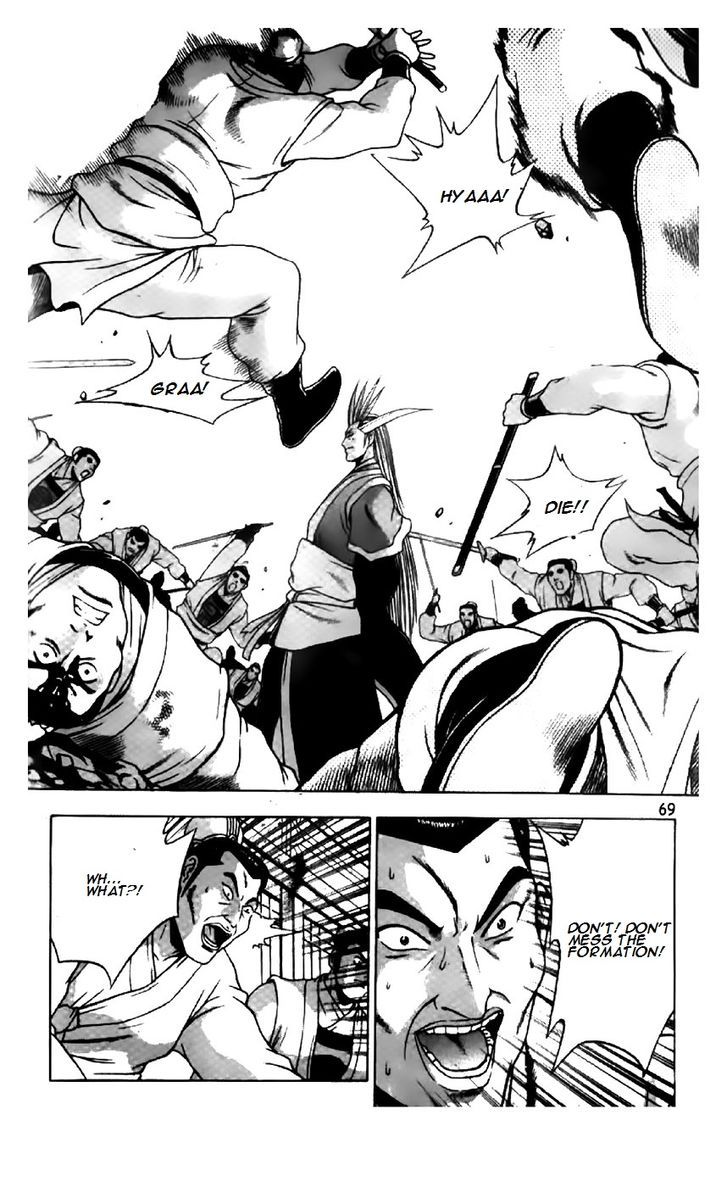 HYAAA!
GRAA!
DIE!!
69
WH...
WHAT?!
DON'T! DON'T
MESS THE
FORMATION!